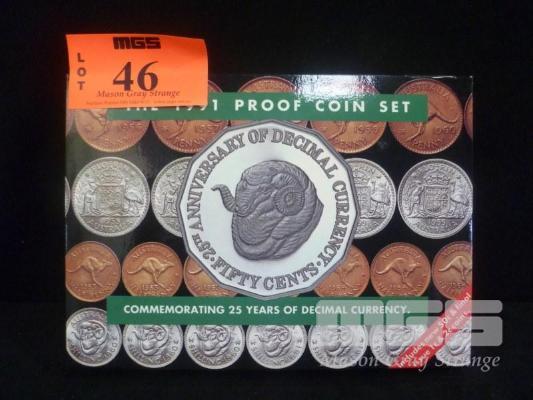 MGS
LOT
46
Mason Gray Strange
1991 PROOF COIN SET
25TH ANNIVERSARY OF DECIMAL CURRENCY · FIFTY CENTS ·
COMMEMORATING 25 YEARS OF DECIMAL CURRENCY.
MGS
Mason Gray Strange